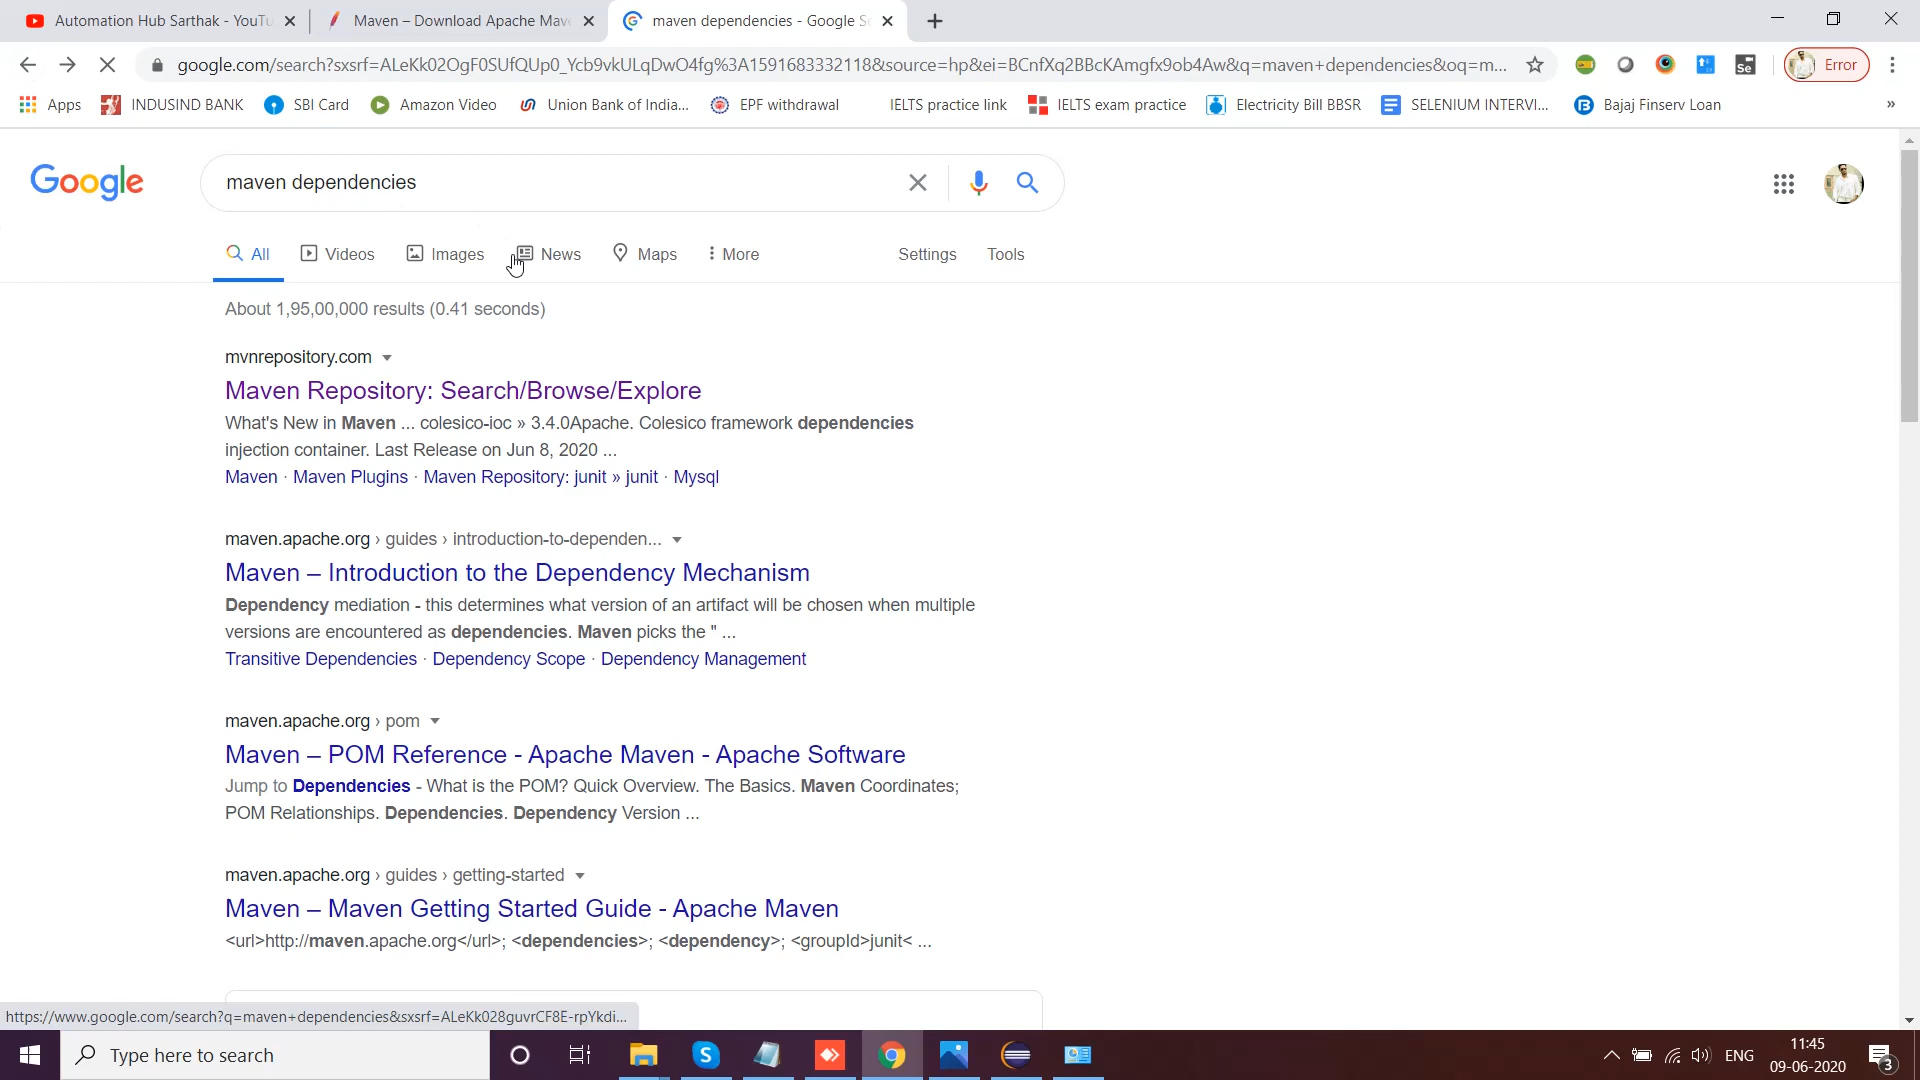 Automation Hub Sarthak - YouTu
Maven – Download Apache Mav
maven dependencies - Google Se
google.com/search?sxsrf=ALeKk02OgF0SUfQUp0_Ycb9vkULqDwO4fg%3A1591683332118&source=hp&ei=BCnfXq2BBcKAmgfx9ob4Aw&q=maven+dependencies&oq=m...
Se
Error
Apps
INDUSIND BANK
SBI Card
Amazon Video
Union Bank of India...
EPF withdrawal
IELTS practice link
IELTS exam practice
Electricity Bill BBSR
SELENIUM INTERVI...
Bajaj Finserv Loan
»
Google
maven dependencies
All
Videos
Images
News
Maps
More
Settings
Tools
About 1,95,00,000 results (0.41 seconds)
mvnrepository.com
Maven Repository: Search/Browse/Explore
What's New in Maven ... colesico-ioc » 3.4.0Apache. Colesico framework dependencies
injection container. Last Release on Jun 8, 2020 ...
Maven · Maven Plugins · Maven Repository: junit » junit · Mysql
maven.apache.org › guides › introduction-to-dependen...
Maven – Introduction to the Dependency Mechanism
Dependency mediation - this determines what version of an artifact will be chosen when multiple
versions are encountered as dependencies. Maven picks the " ...
Transitive Dependencies · Dependency Scope · Dependency Management
maven.apache.org › pom
Maven – POM Reference - Apache Maven - Apache Software
Jump to Dependencies - What is the POM? Quick Overview. The Basics. Maven Coordinates;
POM Relationships. Dependencies. Dependency Version ...
maven.apache.org › guides › getting-started
Maven – Maven Getting Started Guide - Apache Maven
<url>http://maven.apache.org</url>; <dependencies>; <dependency>; <groupId>junit< ...
https://www.google.com/search?q=maven+dependencies&sxsrf=ALeKk028guvrCF8E-rpYkdi...
Type here to search
ENG
11:45
09-06-2020
3